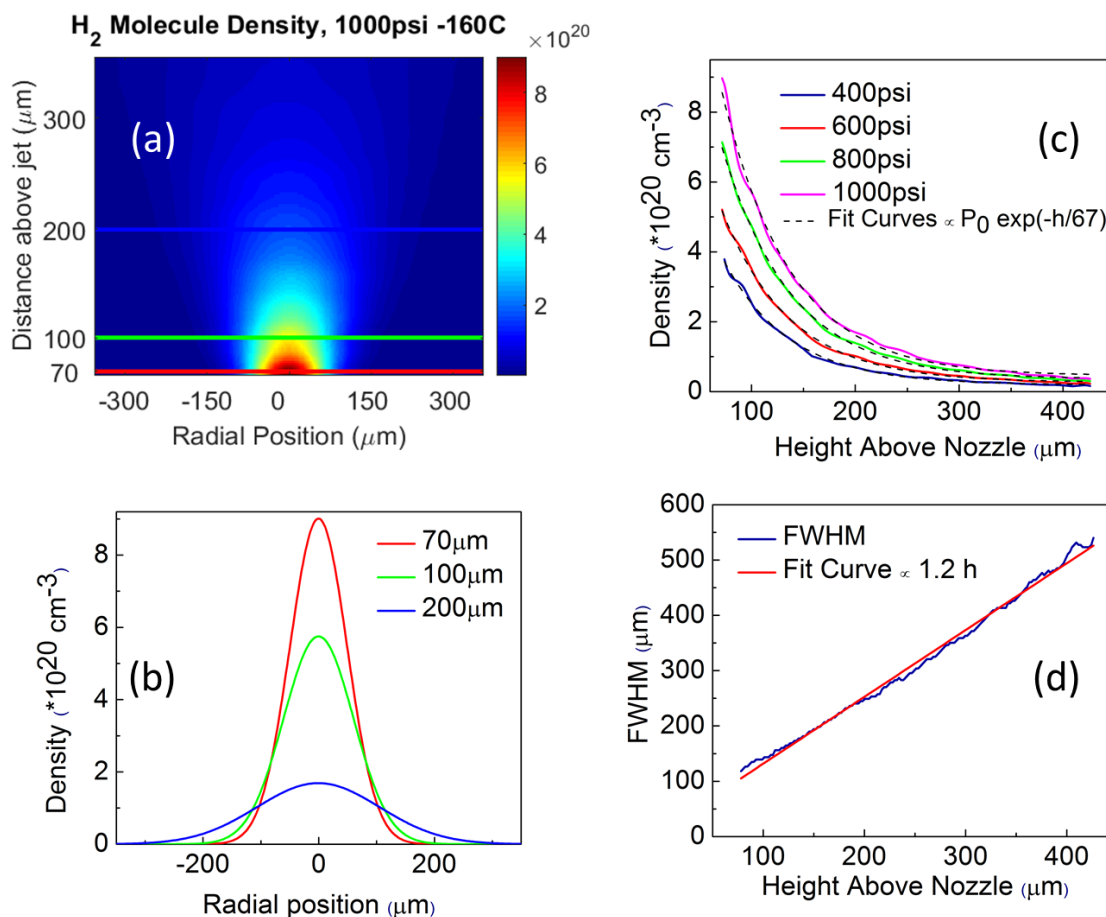 H2 Molecule Density, 1000psi -160C
×10^20
(a)
Distance above jet (μm)
300
200
100
70
8
6
4
2
-300 -150 0 150 300
Radial Position (μm)
(c)
Density (*10^20 cm^-3)
8
6
4
2
0
400psi
600psi
800psi
1000psi
Fit Curves ∝ P0 exp(-h/67)
100 200 300 400
Height Above Nozzle (μm)
(b)
Density (*10^20 cm^-3)
8
6
4
2
0
70μm
100μm
200μm
-200 0 200
Radial position (μm)
(d)
FWHM (μm)
600
500
400
300
200
100
0
FWHM
Fit Curve ∝ 1.2 h
100 200 300 400
Height Above Nozzle (μm)